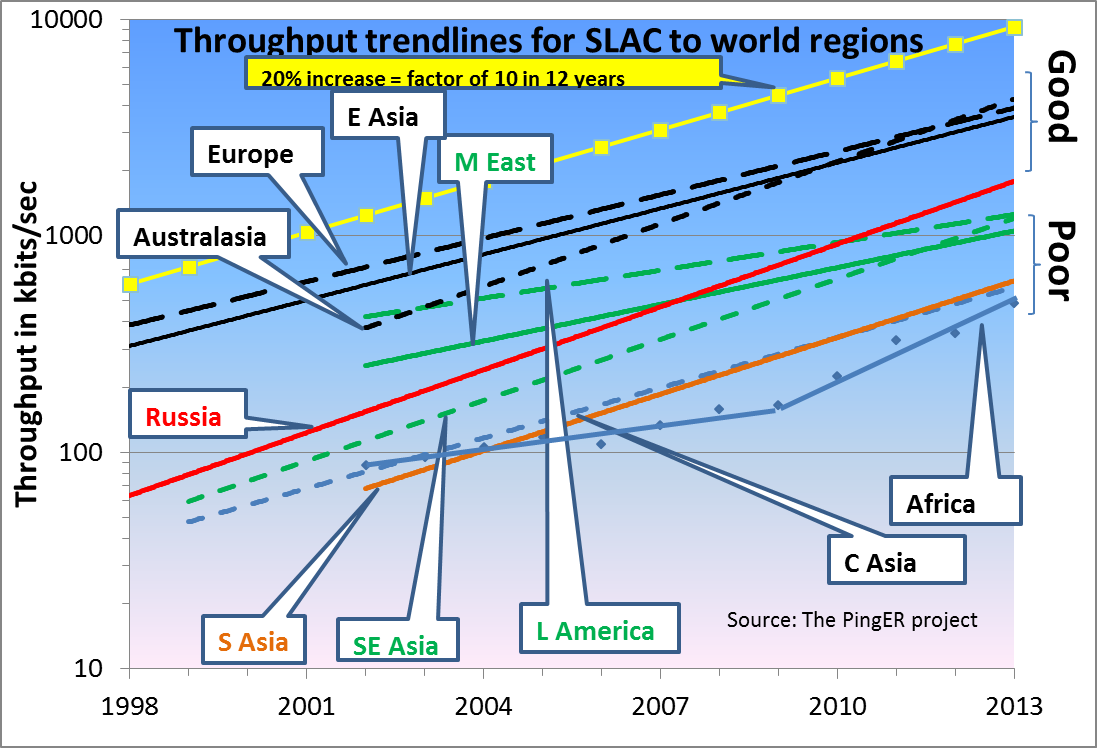 Throughput trendlines for SLAC to world regions
20% increase = factor of 10 in 12 years
Throughput in kbits/sec
10000
1000
100
10
1998
2001
2004
2007
2010
2013
Good
Poor
E Asia
Europe
M East
Australasia
Russia
Africa
C Asia
S Asia
SE Asia
L America
Source: The PingER project